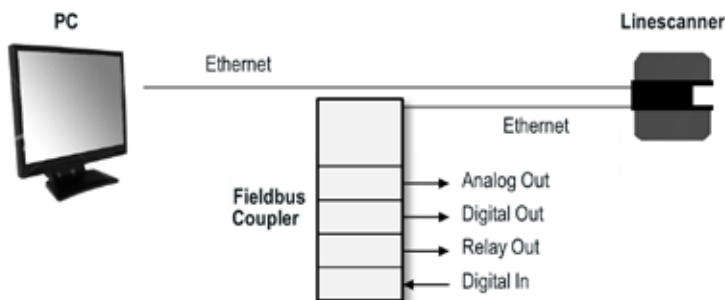 PC
Linescanner
Ethernet
Ethernet
Fieldbus
Coupler
Analog Out
Digital Out
Relay Out
Digital In